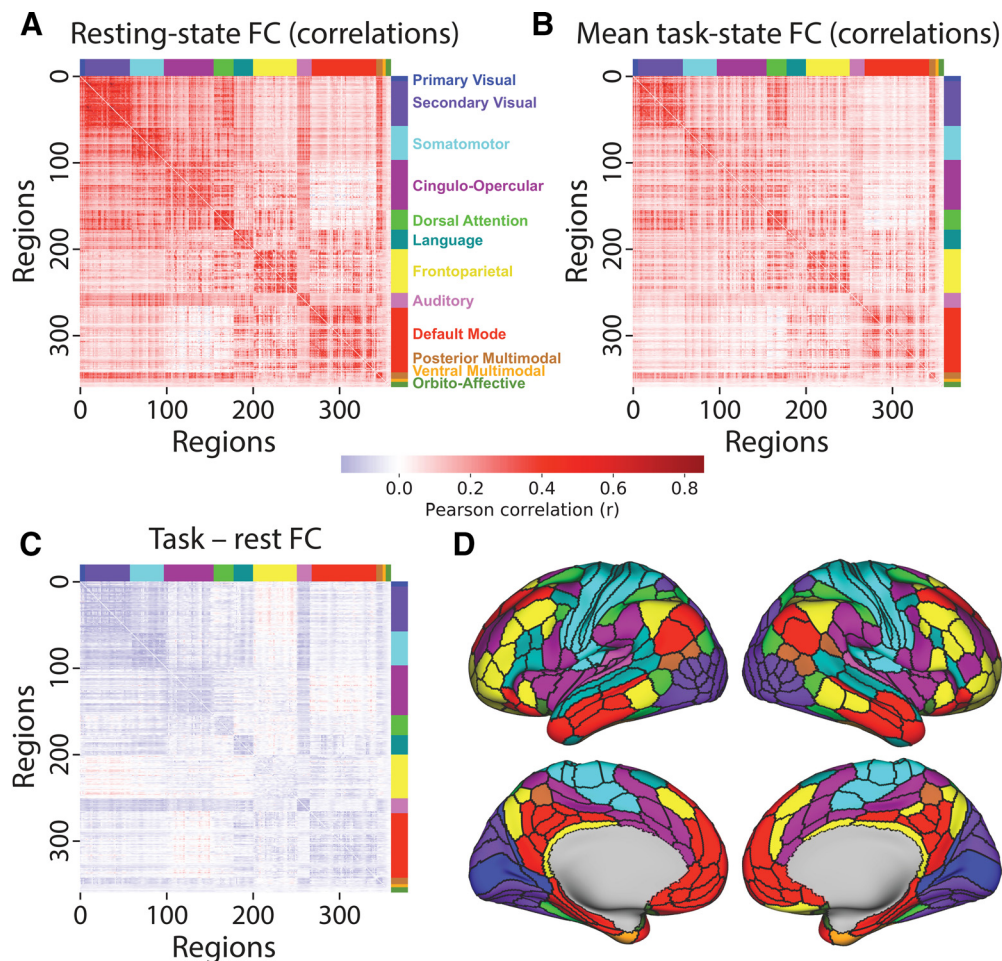 A Resting-state FC (correlations)
B Mean task-state FC (correlations)
0
100
200
300
Regions
0 100 200 300
Regions
Primary Visual
Secondary Visual
Somatomotor
Cingulo-Opercular
Dorsal Attention
Language
Frontoparietal
Auditory
Default Mode
Posterior Multimodal
Ventral Multimodal
Orbito-Affective
0
100
200
300
Regions
0 100 200 300
Regions
0.0 0.2 0.4 0.6 0.8
Pearson correlation (r)
C Task – rest FC
0
100
200
300
Regions
0 100 200 300
Regions
D